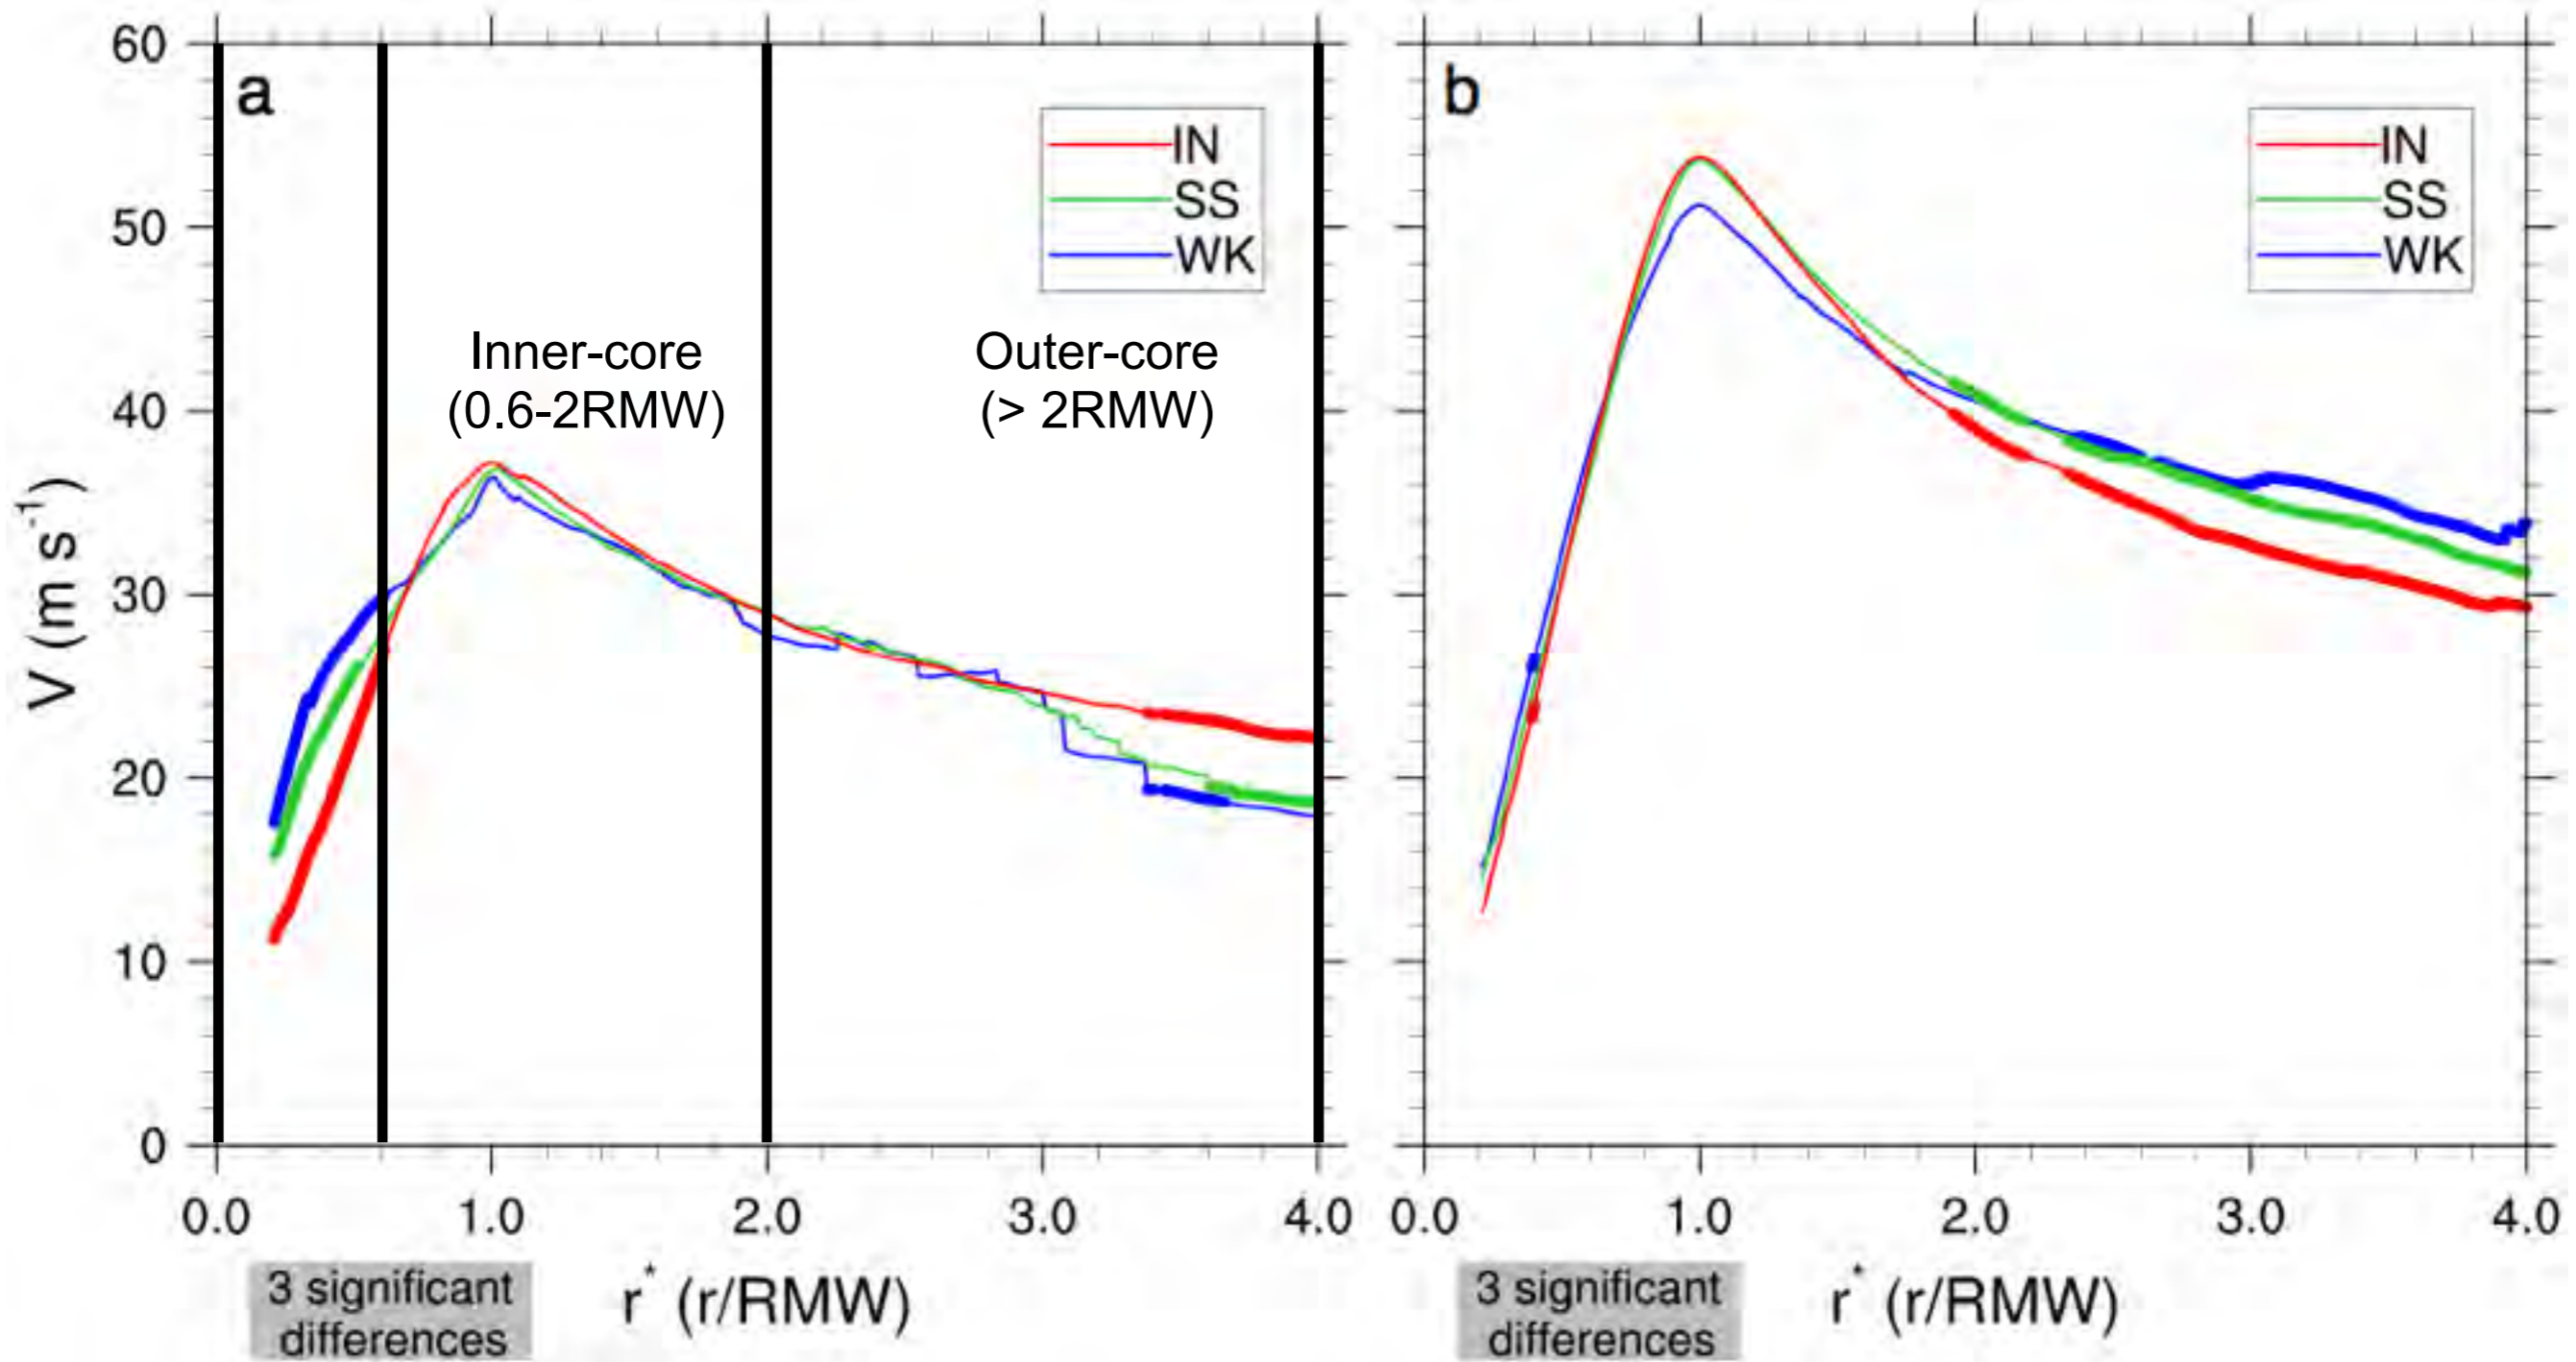 60
50
40
30
20
10
0
V (m s-1)
a
IN
SS
WK
Inner-core
(0.6-2RMW)
Outer-core
(> 2RMW)
0.0 1.0 2.0 3.0 4.0
3 significant
differences
r* (r/RMW)
b
IN
SS
WK
0.0 1.0 2.0 3.0 4.0
3 significant
differences
r* (r/RMW)